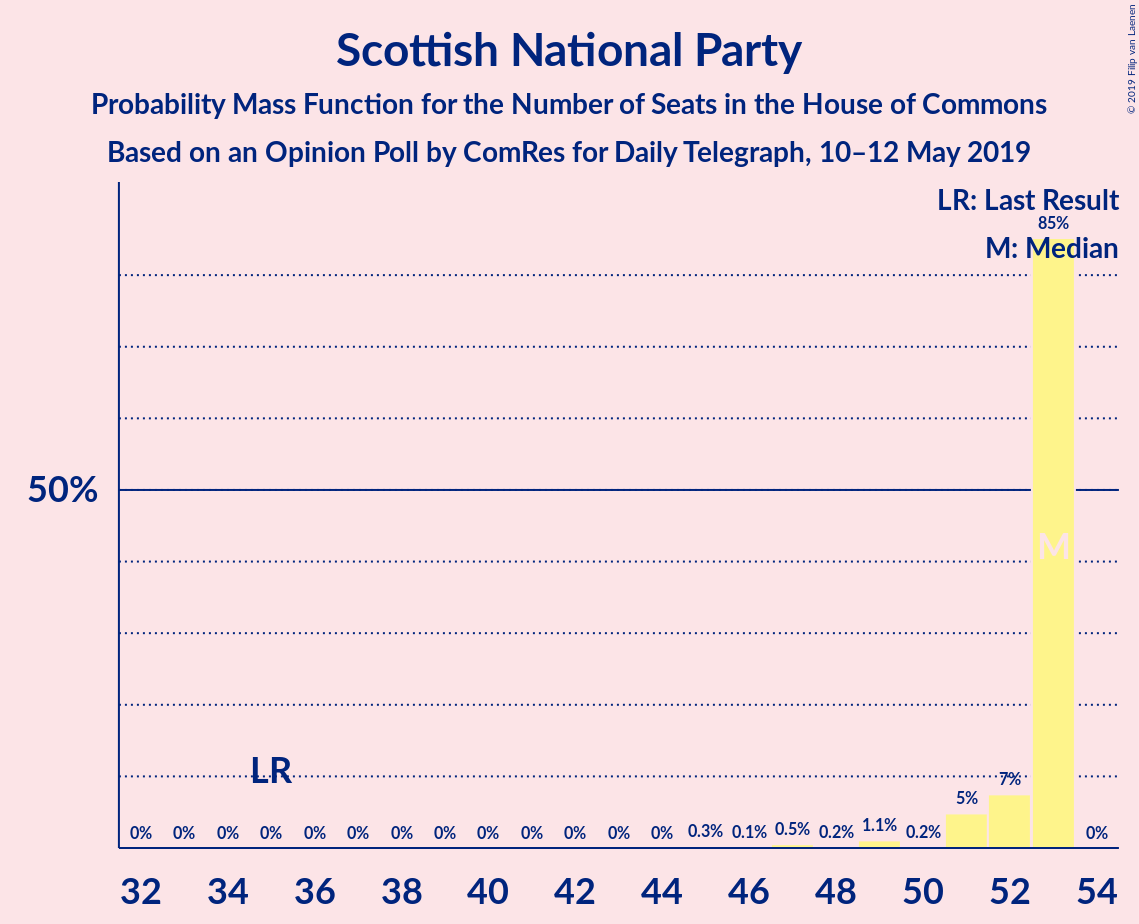 Scottish National Party
Probability Mass Function for the Number of Seats in the House of Commons
Based on an Opinion Poll by ComRes for Daily Telegraph, 10–12 May 2019
© 2019 Filip van Laenen
LR: Last Result
85%
M: Median
50%
M
LR
7%
5%
0% 0% 0% 0% 0% 0% 0% 0% 0% 0% 0% 0% 0% 0.3% 0.1% 0.5% 0.2% 1.1% 0.2% 0%
32 34 36 38 40 42 44 46 48 50 52 54